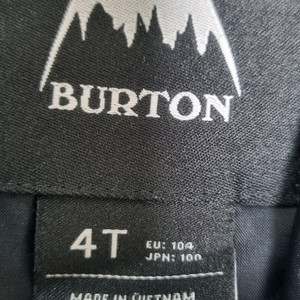 BURTON
4T
EU: 104
JPN: 100
MADE IN VIETNAM